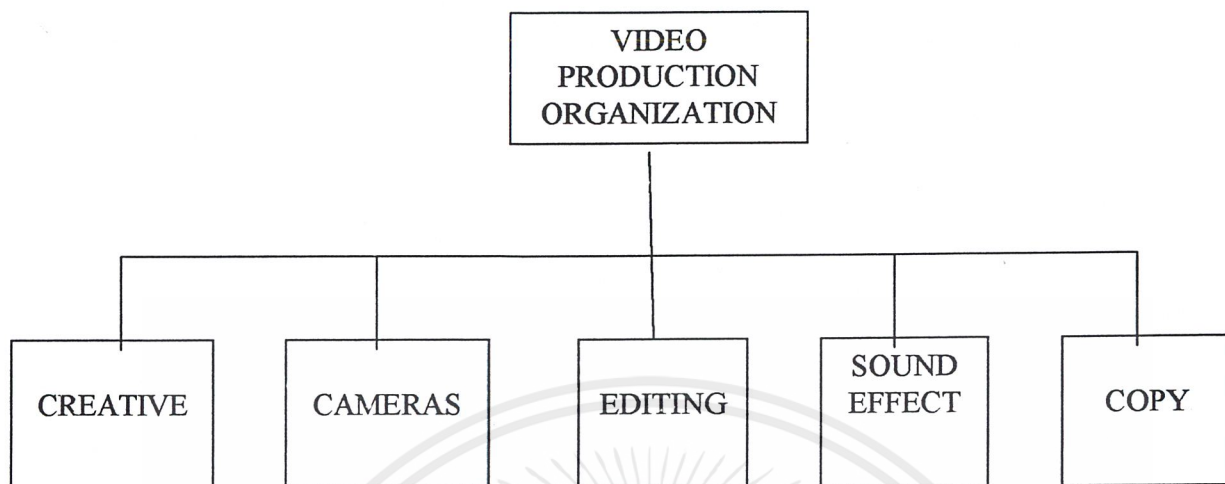 VIDEO
PRODUCTION
ORGANIZATION
CREATIVE
CAMERAS
EDITING
SOUND
EFFECT
COPY